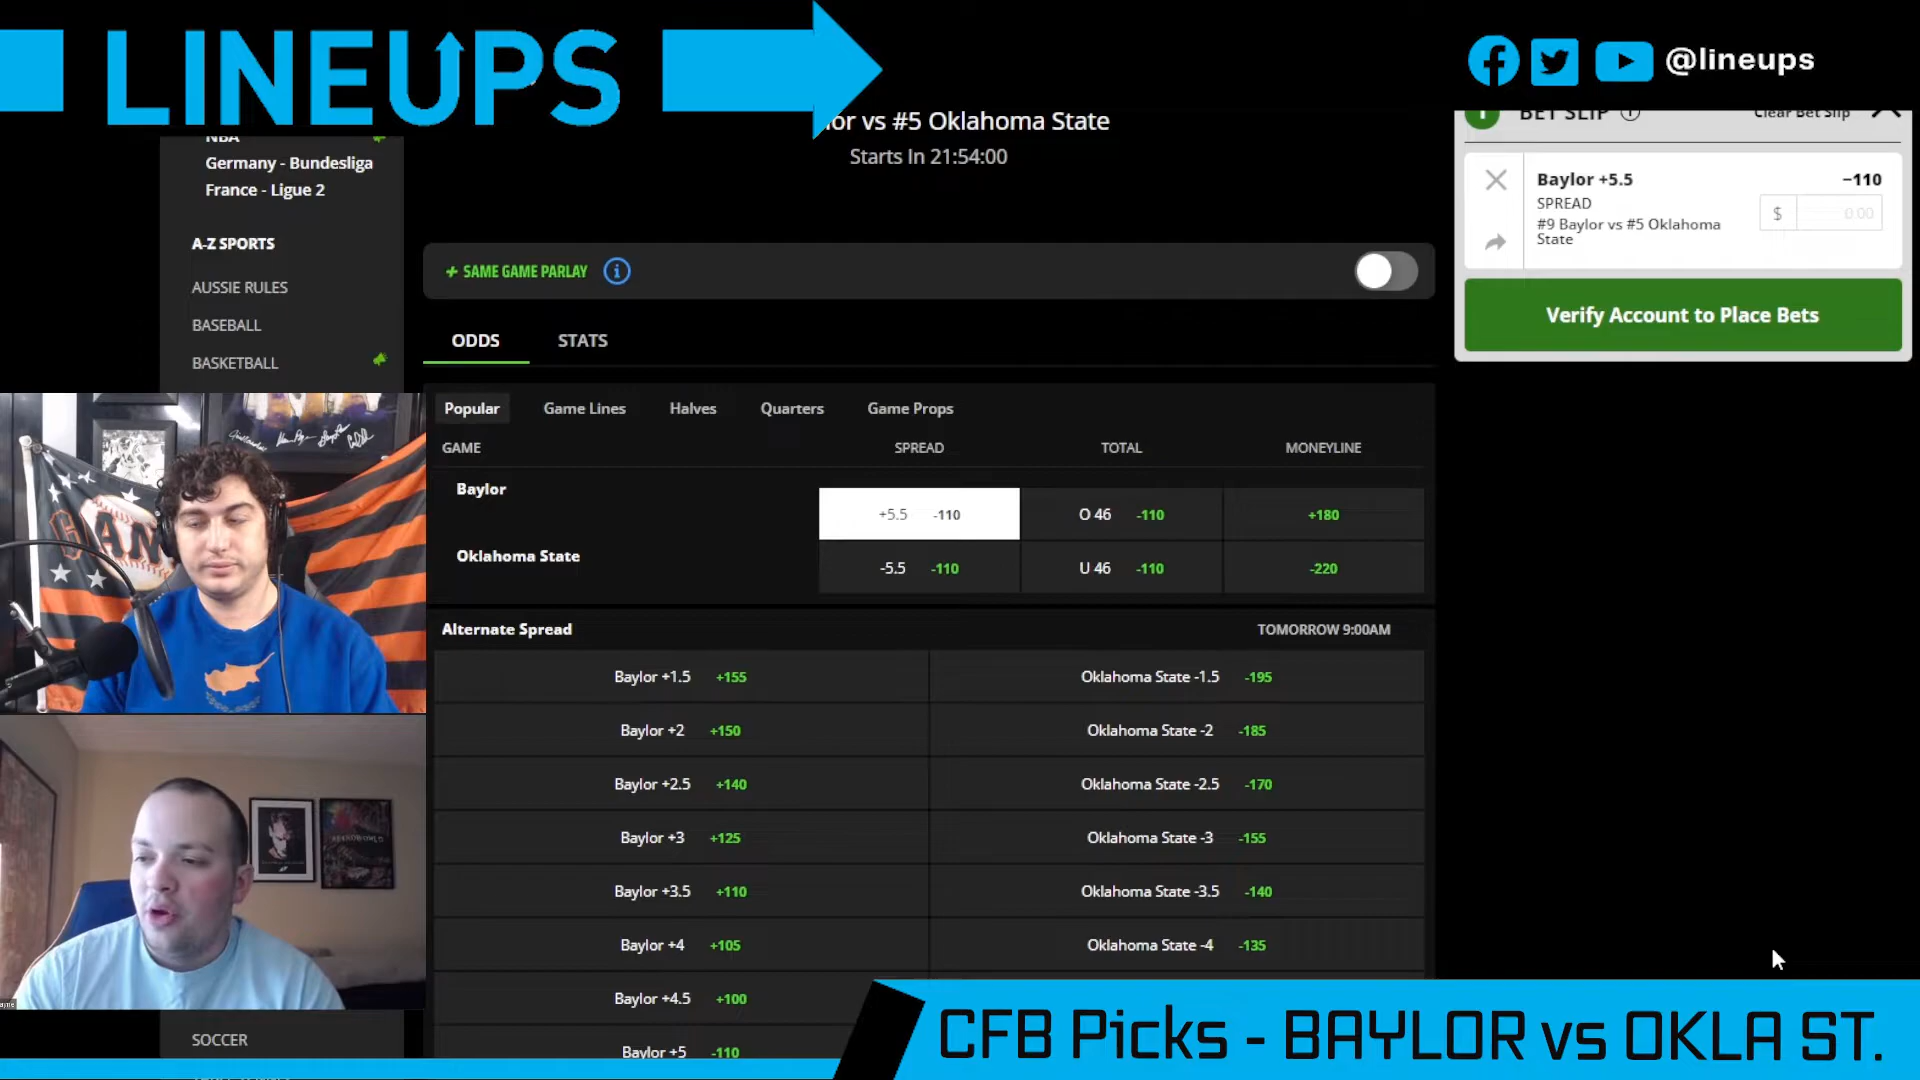 LINEUPS
@lineups
vs #5 Oklahoma State
Starts In 21:54:00
NBA
Germany - Bundesliga
France - Ligue 2
A-Z SPORTS
AUSSIE RULES
BASEBALL
BASKETBALL
SOCCER
+ SAME GAME PARLAY
ODDS STATS
Popular Game Lines Halves Quarters Game Props
GAME SPREAD TOTAL MONEYLINE
Baylor
+5.5 -110 O 46 -110 +180
Oklahoma State
-5.5 -110 U 46 -110 -220
Alternate Spread TOMORROW 9:00AM
Baylor +1.5 +155 Oklahoma State -1.5 -195
Baylor +2 +150 Oklahoma State -2 -185
Baylor +2.5 +140 Oklahoma State -2.5 -170
Baylor +3 +125 Oklahoma State -3 -155
Baylor +3.5 +110 Oklahoma State -3.5 -140
Baylor +4 +105 Oklahoma State -4 -135
Baylor +4.5 +100
Baylor +5 -110
BET SLIP Clear Bet Slip
Baylor +5.5 −110
SPREAD
#9 Baylor vs #5 Oklahoma
State
$ 0.00
Verify Account to Place Bets
CFB Picks - BAYLOR vs OKLA ST.